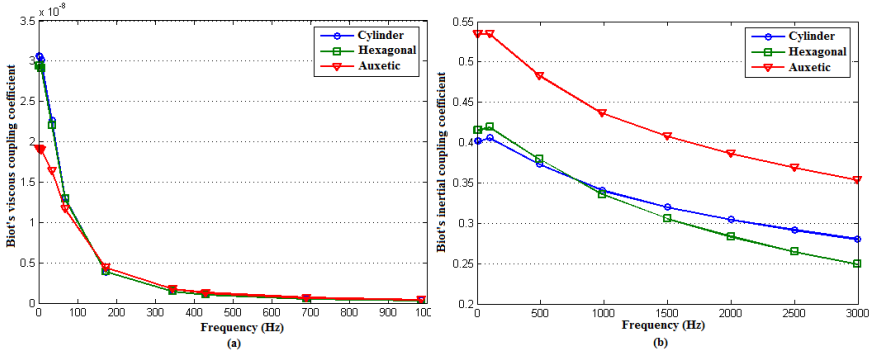 x 10⁻⁸
3.5
3
2.5
2
1.5
1
0.5
0
Biot's viscous coupling coefficient
Cylinder
Hexagonal
Auxetic
0 100 200 300 400 500 600 700 800 900
Frequency (Hz)
(a)
0.55
0.5
0.45
0.4
0.35
0.3
0.25
0.2
Biot's inertial coupling coefficient
Cylinder
Hexagonal
Auxetic
0 500 1000 1500 2000 2500 3000
Frequency (Hz)
(b)